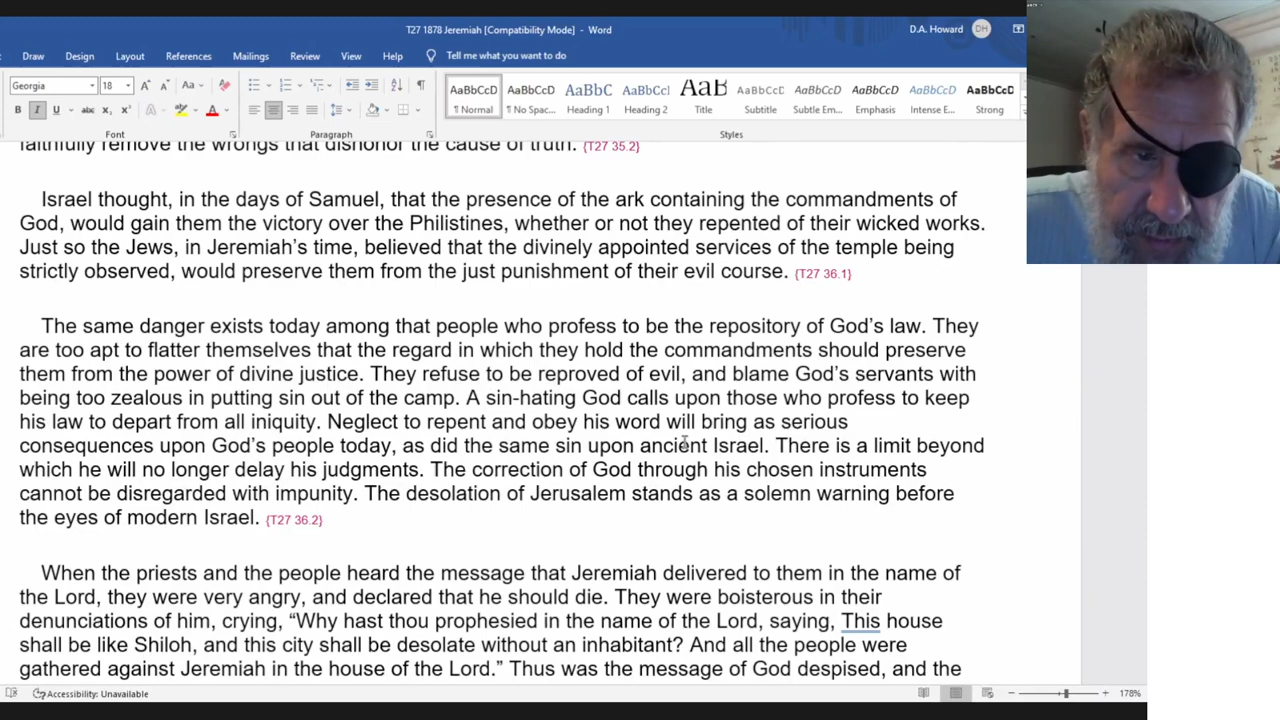 T27 1878 Jeremiah [Compatibility Mode] - Word
D.A. Howard DH
Draw Design Layout References Mailings Review View Help Tell me what you want to do
Georgia 18 Aa
B I U abc x₂ x² A A
AaBbCcD AaBbCcD AaBbC AaBbCc AaB AaBbCcD AaBbCcD AaBbCcD AaBbCcD AaBbCc
¶ Normal ¶ No Spac... Heading 1 Heading 2 Title Subtitle Subtle Em... Emphasis Intense E... Strong
Font Paragraph Styles
faithfully remove the wrongs that dishonor the cause of truth. {T27 35.2}
Israel thought, in the days of Samuel, that the presence of the ark containing the commandments of
God, would gain them the victory over the Philistines, whether or not they repented of their wicked works.
Just so the Jews, in Jeremiah’s time, believed that the divinely appointed services of the temple being
strictly observed, would preserve them from the just punishment of their evil course. {T27 36.1}
The same danger exists today among that people who profess to be the repository of God’s law. They
are too apt to flatter themselves that the regard in which they hold the commandments should preserve
them from the power of divine justice. They refuse to be reproved of evil, and blame God’s servants with
being too zealous in putting sin out of the camp. A sin-hating God calls upon those who profess to keep
his law to depart from all iniquity. Neglect to repent and obey his word will bring as serious
consequences upon God’s people today, as did the same sin upon ancient Israel. There is a limit beyond
which he will no longer delay his judgments. The correction of God through his chosen instruments
cannot be disregarded with impunity. The desolation of Jerusalem stands as a solemn warning before
the eyes of modern Israel. {T27 36.2}
When the priests and the people heard the message that Jeremiah delivered to them in the name of
the Lord, they were very angry, and declared that he should die. They were boisterous in their
denunciations of him, crying, “Why hast thou prophesied in the name of the Lord, saying, This house
shall be like Shiloh, and this city shall be desolate without an inhabitant? And all the people were
gathered against Jeremiah in the house of the Lord.” Thus was the message of God despised, and the
Accessibility: Unavailable 178%